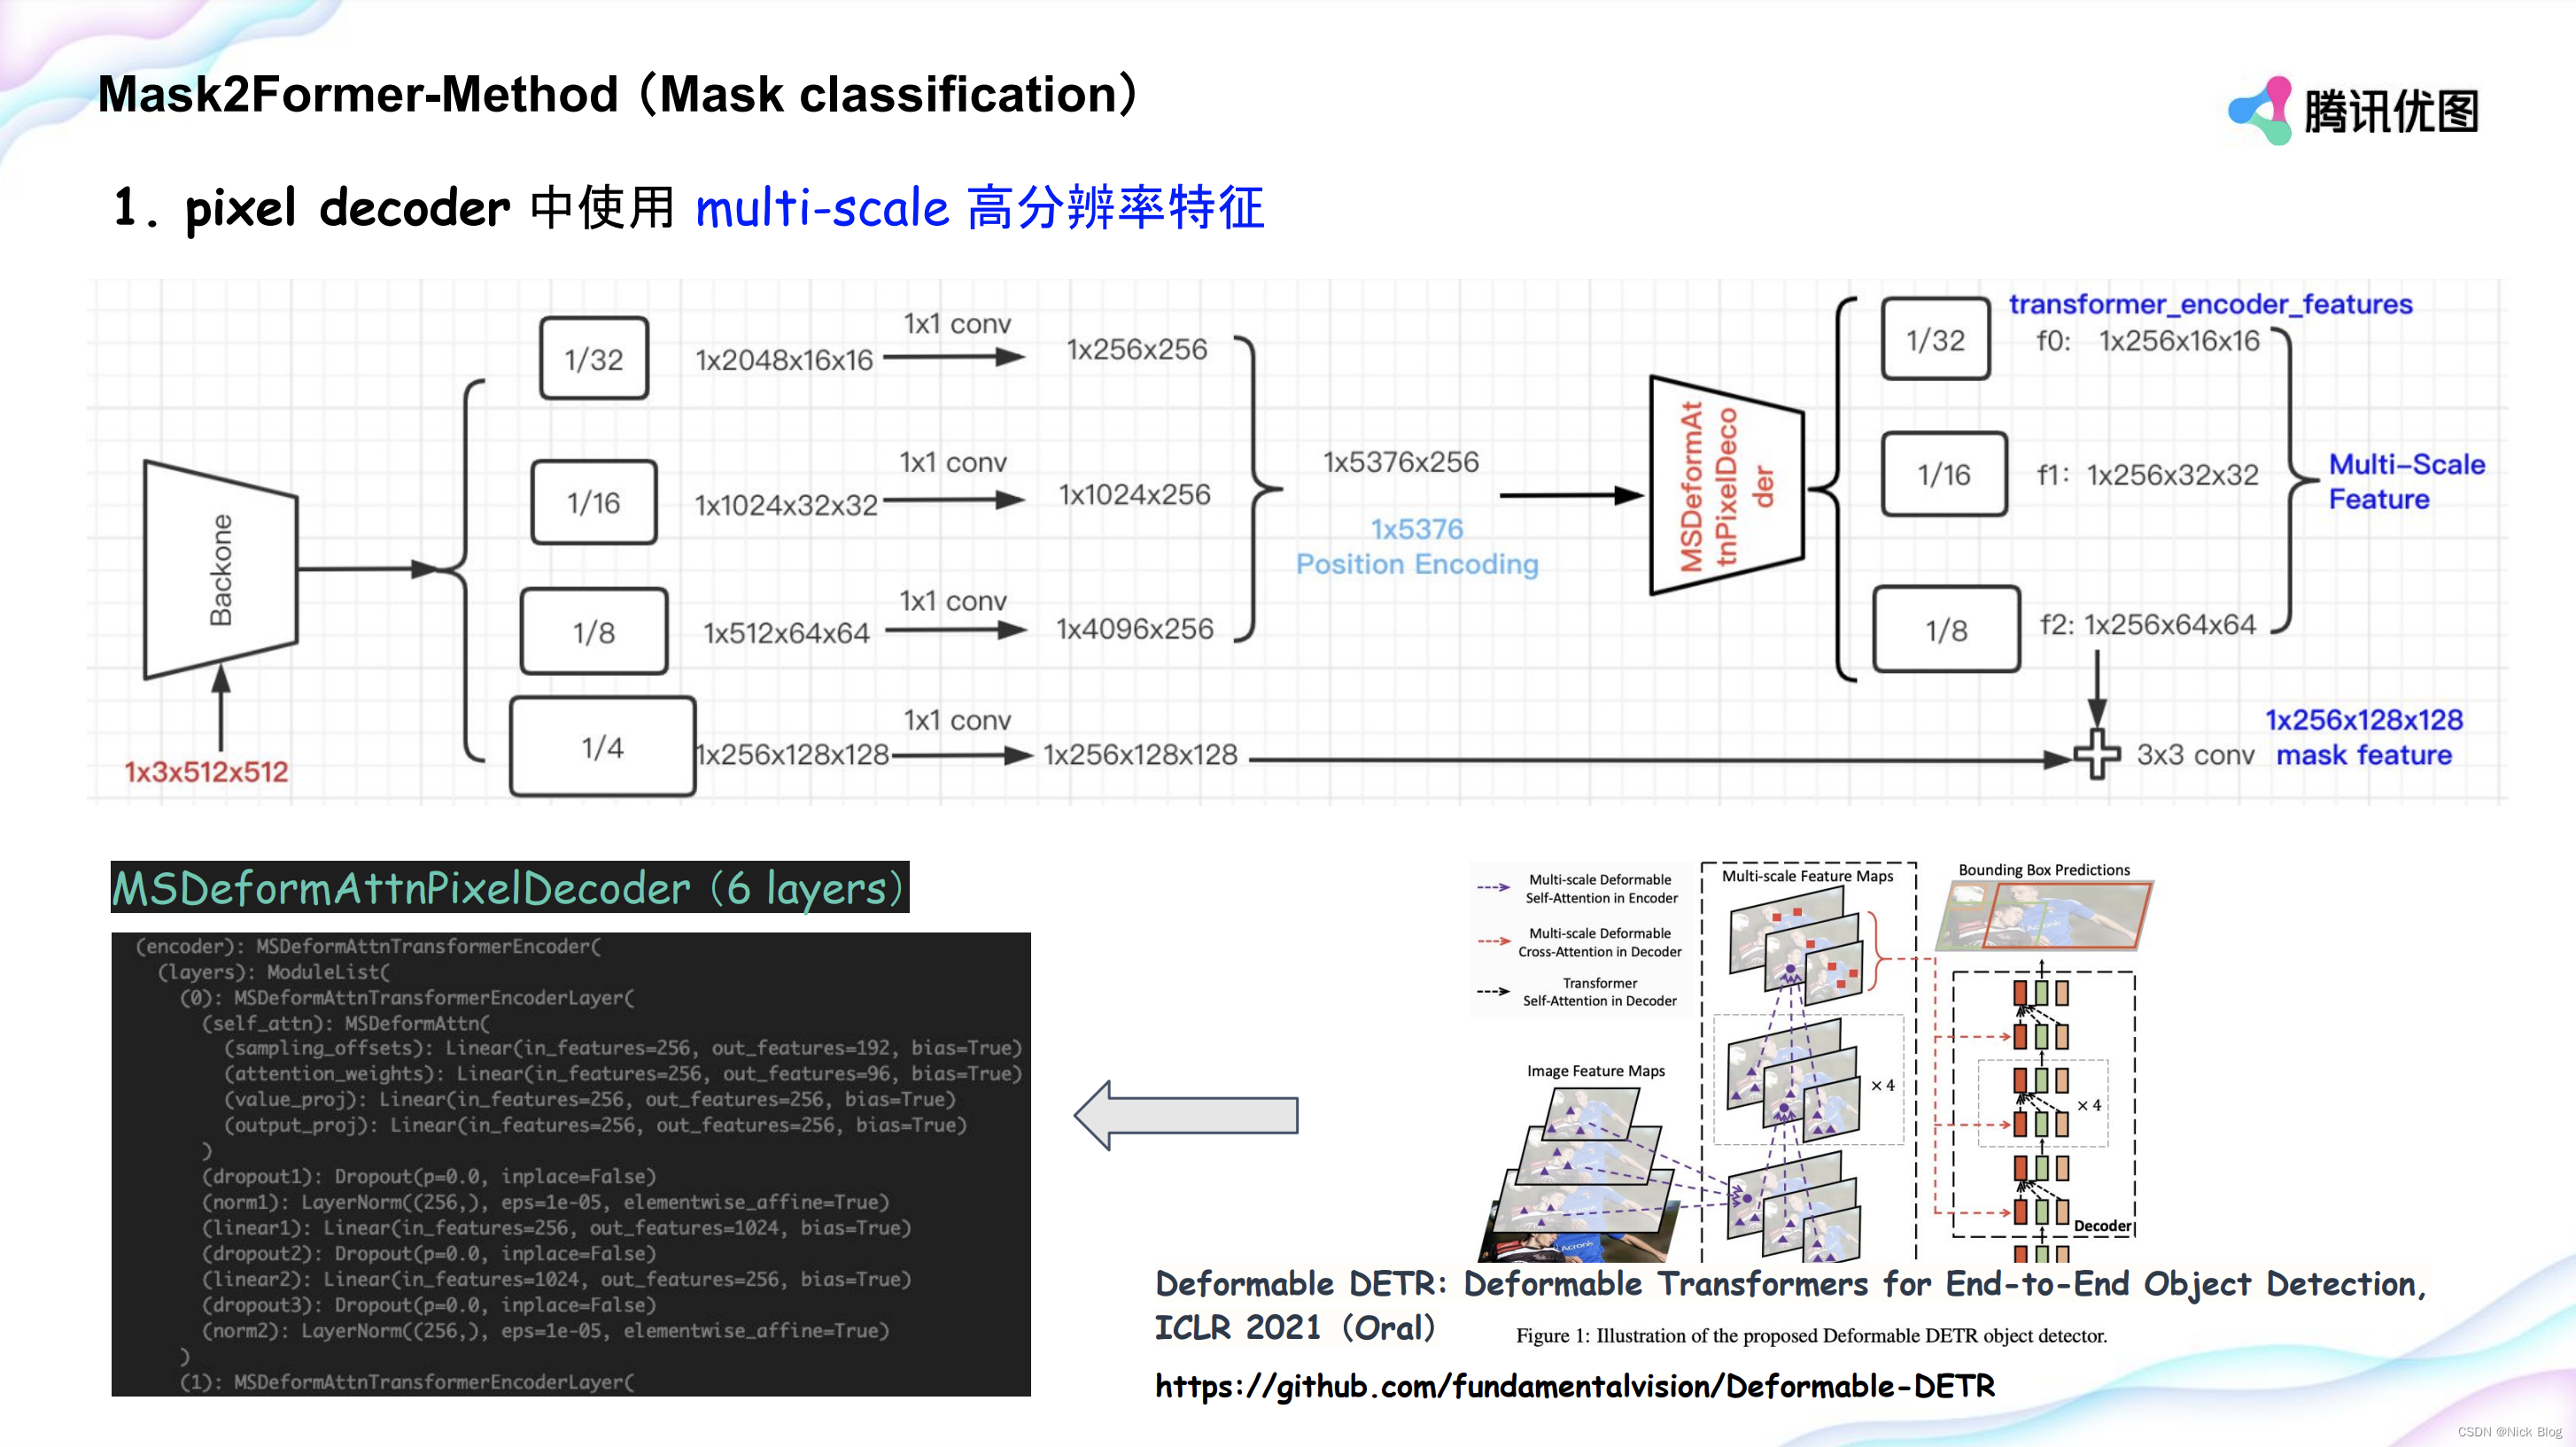 Mask2Former-Method（Mask classification）
腾讯优图
1. pixel decoder 中使用 multi-scale 高分辨率特征
Backone
1x3x512x512
1/32
1x2048x16x16
1x1 conv
1x256x256
1/16
1x1024x32x32
1x1 conv
1x1024x256
1/8
1x512x64x64
1x1 conv
1x4096x256
1/4
1x256x128x128
1x1 conv
1x256x128x128
1x5376x256
1x5376
Position Encoding
MSDeformAt
tnPixelDeco
der
transformer_encoder_features
1/32
f0: 1x256x16x16
1/16
f1: 1x256x32x32
1/8
f2: 1x256x64x64
Multi-Scale
Feature
3x3 conv
1x256x128x128
mask feature
MSDeformAttnPixelDecoder（6 layers）
(encoder): MSDeformAttnTransformerEncoder(
(layers): ModuleList(
(0): MSDeformAttnTransformerEncoderLayer(
(self_attn): MSDeformAttn(
(sampling_offsets): Linear(in_features=256, out_features=192, bias=True)
(attention_weights): Linear(in_features=256, out_features=96, bias=True)
(value_proj): Linear(in_features=256, out_features=256, bias=True)
(output_proj): Linear(in_features=256, out_features=256, bias=True)
)
(dropout1): Dropout(p=0.0, inplace=False)
(norm1): LayerNorm((256,), eps=1e-05, elementwise_affine=True)
(linear1): Linear(in_features=256, out_features=1024, bias=True)
(dropout2): Dropout(p=0.0, inplace=False)
(linear2): Linear(in_features=1024, out_features=256, bias=True)
(dropout3): Dropout(p=0.0, inplace=False)
(norm2): LayerNorm((256,), eps=1e-05, elementwise_affine=True)
)
(1): MSDeformAttnTransformerEncoderLayer(
Multi-scale Deformable
Self-Attention in Encoder
Multi-scale Deformable
Cross-Attention in Decoder
Transformer
Self-Attention in Decoder
Image Feature Maps
Multi-scale Feature Maps
× 4
Bounding Box Predictions
× 4
Decoder
Acronis
Deformable DETR: Deformable Transformers for End-to-End Object Detection,
ICLR 2021（Oral）
Figure 1: Illustration of the proposed Deformable DETR object detector.
https://github.com/fundamentalvision/Deformable-DETR
CSDN @Nick Blog